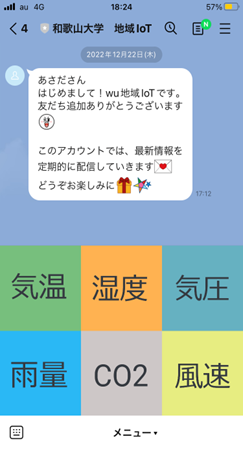 au 4G 18:24 57%
4 和歌山大学 地域IoT
N
2022年12月22日(木)
あさださん
はじめまして！wu地域IoTです。
友だち追加ありがとうございます
このアカウントでは、最新情報を
定期的に配信していきます
どうぞお楽しみに
17:12
気温 湿度 気圧
雨量 CO2 風速
メニュー